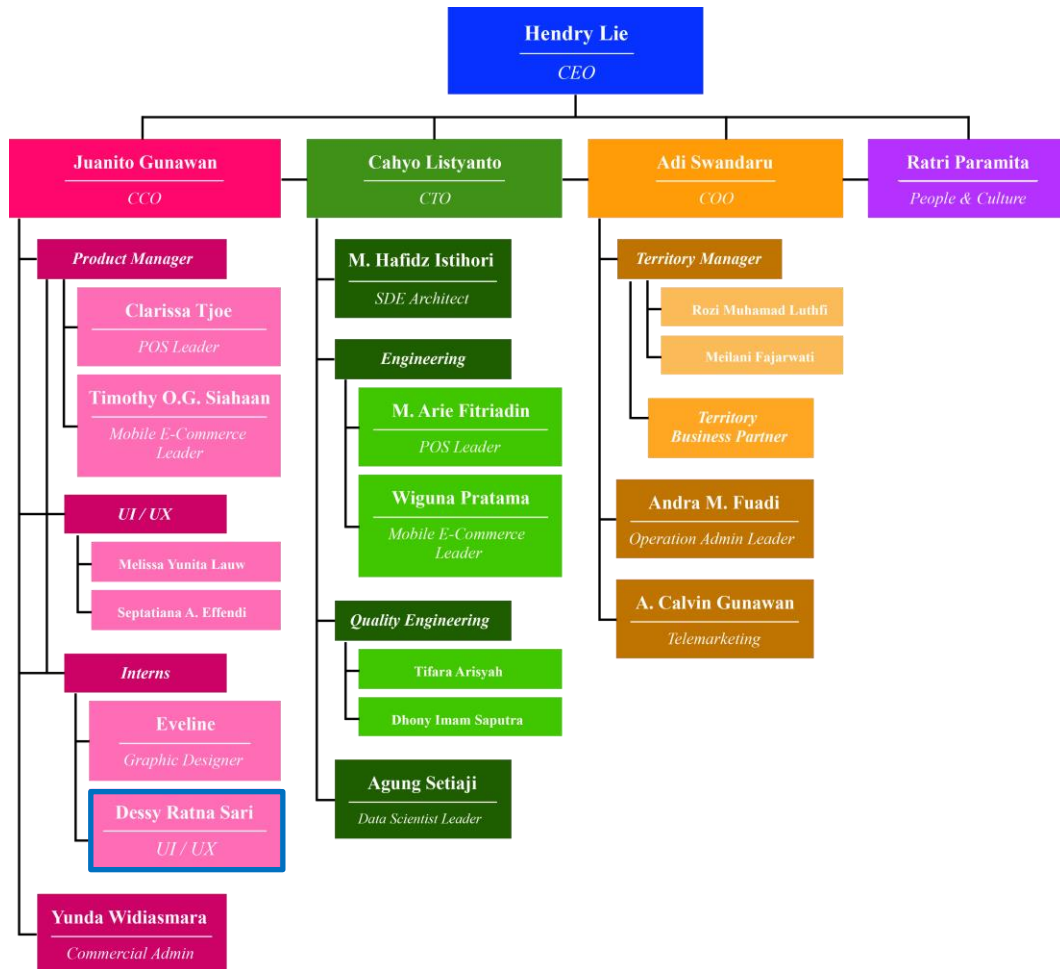 Hendry Lie
CEO
Juanito Gunawan
CCO
Cahyo Listyanto
CTO
Adi Swandaru
COO
Ratri Paramita
People & Culture
Product Manager
Clarissa Tjoe
POS Leader
Timothy O.G. Siahaan
Mobile E-Commerce
Leader
UI / UX
Melissa Yunita Lauw
Septatiana A. Effendi
Interns
Eveline
Graphic Designer
Dessy Ratna Sari
UI / UX
Yunda Widiasmara
Commercial Admin
M. Hafidz Istihori
SDE Architect
Engineering
M. Arie Fitriadin
POS Leader
Wiguna Pratama
Mobile E-Commerce
Leader
Quality Engineering
Tifara Arisyah
Dhony Imam Saputra
Agung Setiaji
Data Scientist Leader
Territory Manager
Rozi Muhamad Luthfi
Meilani Fajarwati
Territory
Business Partner
Andra M. Fuadi
Operation Admin Leader
A. Calvin Gunawan
Telemarketing